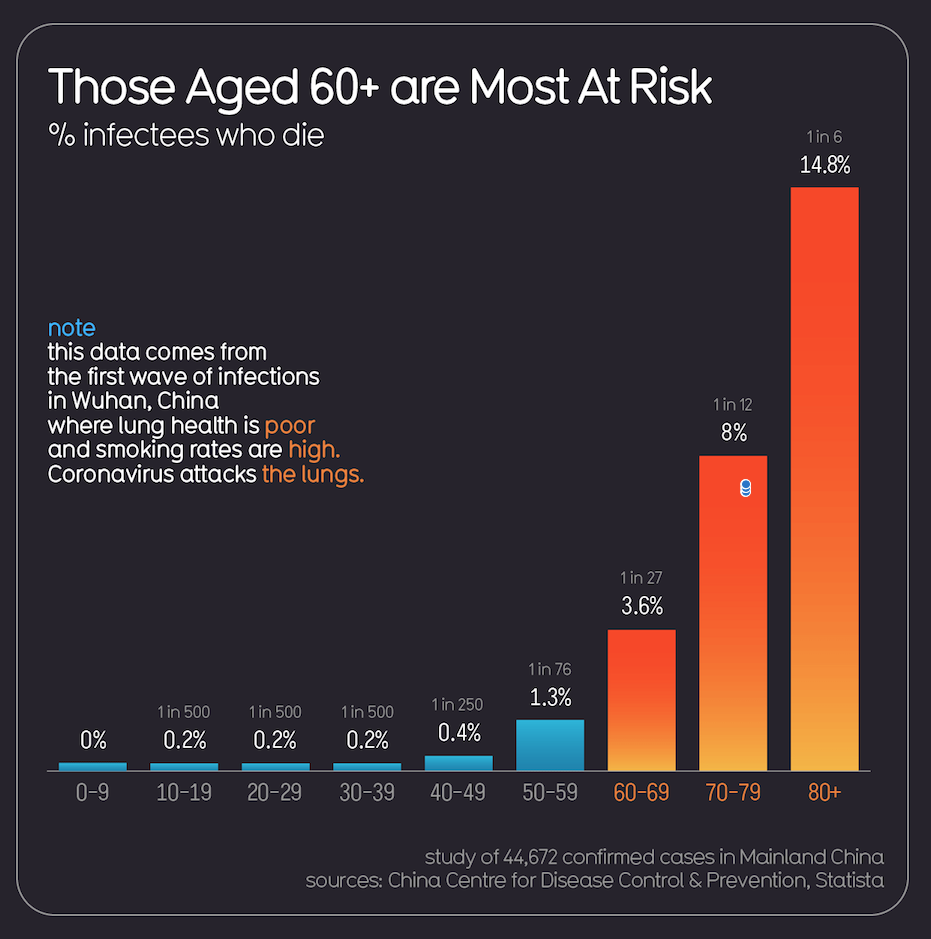 Those Aged 60+ are Most At Risk
% infectees who die
1 in 6
14.8%
note
this data comes from
the first wave of infections
in Wuhan, China
where lung health is poor
and smoking rates are high.
Coronavirus attacks the lungs.
1 in 12
8%
1 in 27
3.6%
1 in 76
1.3%
1 in 500 1 in 500 1 in 500 1 in 250
0% 0.2% 0.2% 0.2% 0.4%
0-9 10-19 20-29 30-39 40-49 50-59 60-69 70-79 80+
study of 44,672 confirmed cases in Mainland China
sources: China Centre for Disease Control & Prevention, Statista